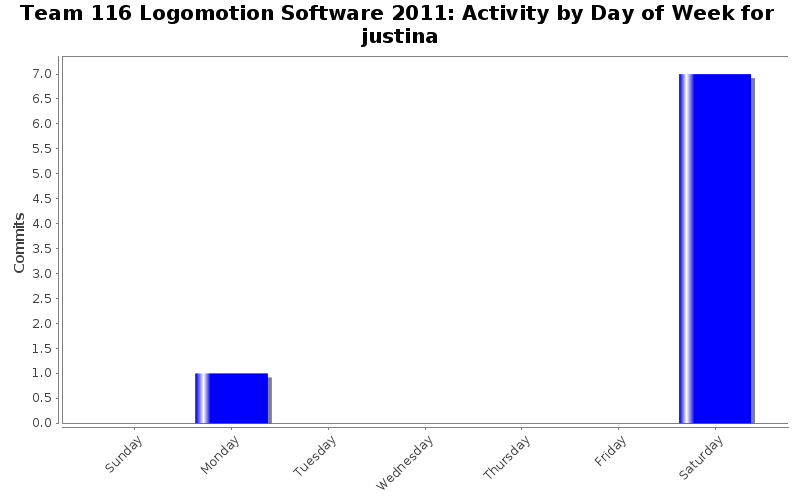 Team 116 Logomotion Software 2011: Activity by Day of Week for
justina
7.0
6.5
6.0
5.5
5.0
4.5
4.0
3.5
3.0
2.5
2.0
1.5
1.0
0.5
0.0
Commits
Sunday
Monday
Tuesday
Wednesday
Thursday
Friday
Saturday